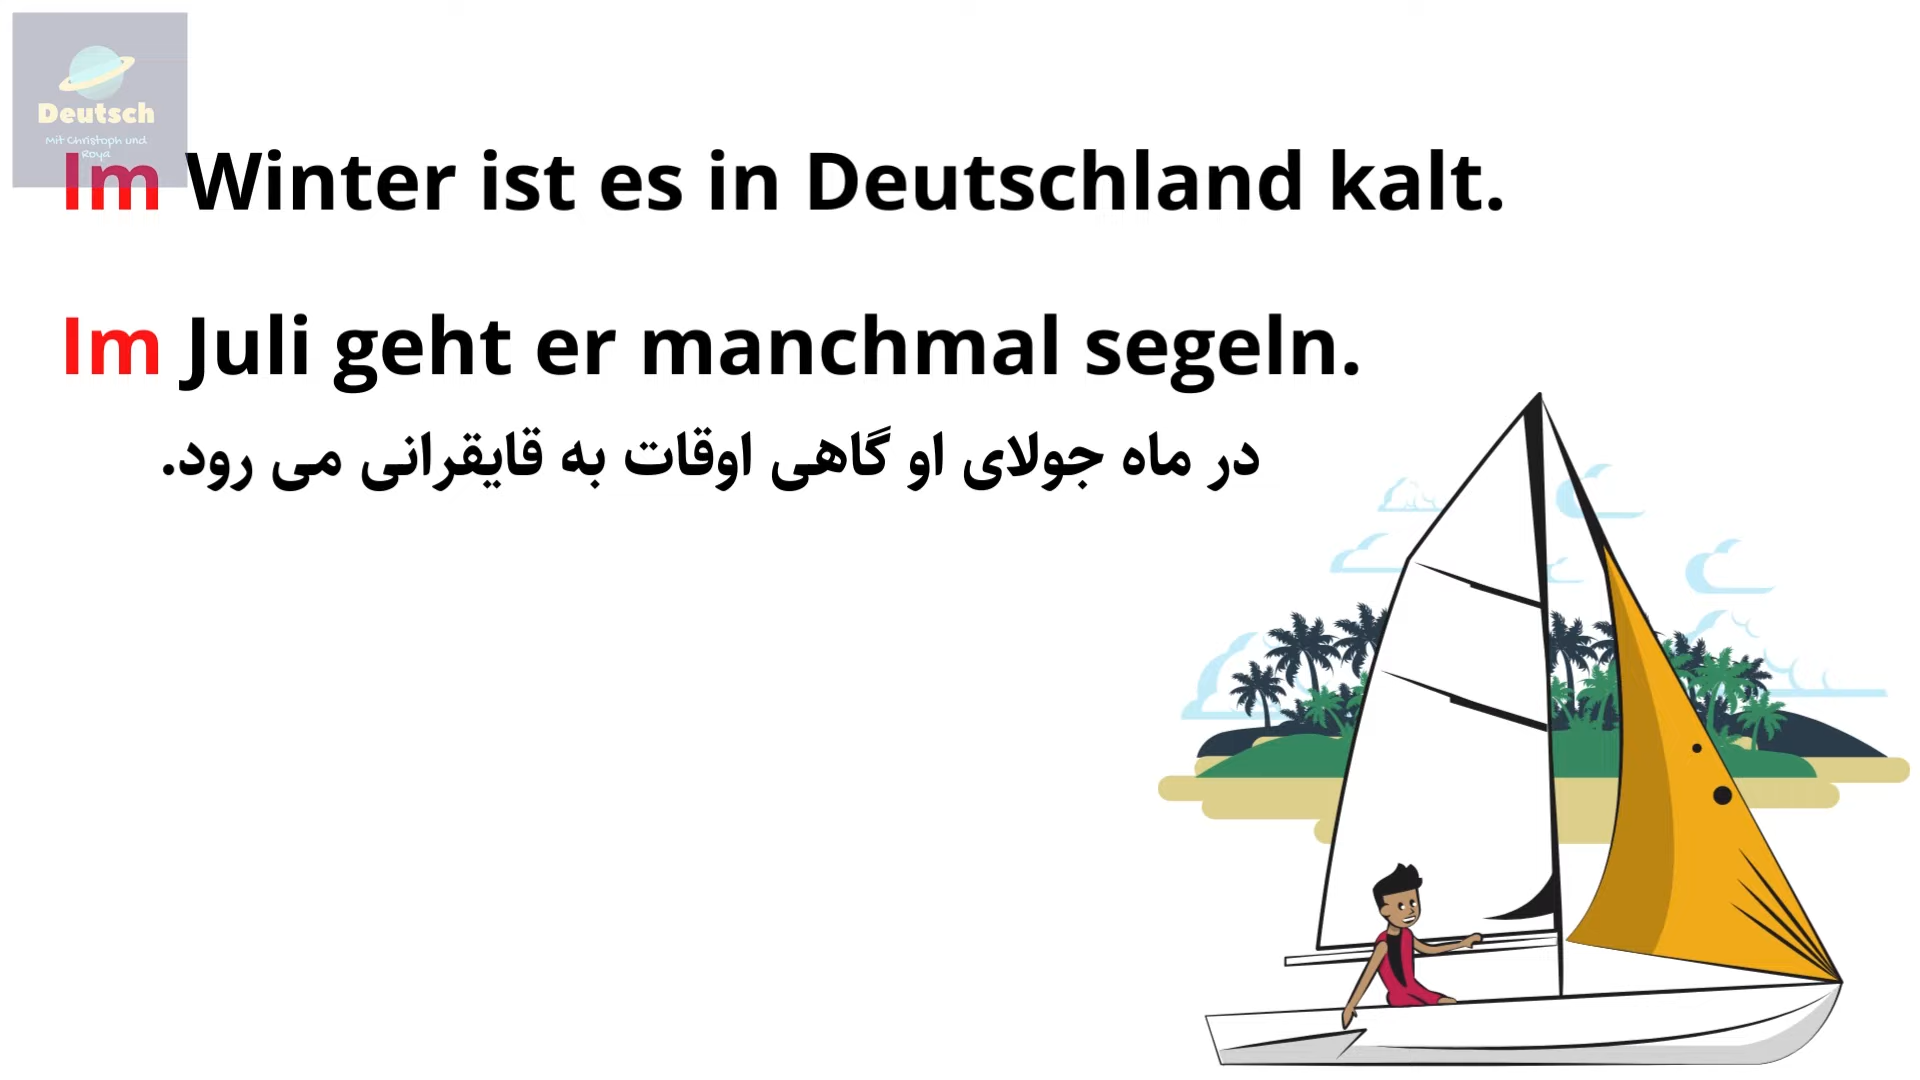 Deutsch
Mit Christoph und
Roya
Im Winter ist es in Deutschland kalt.
Im Juli geht er manchmal segeln.
در ماه جولای او گاهی اوقات به قایقرانی می رود.